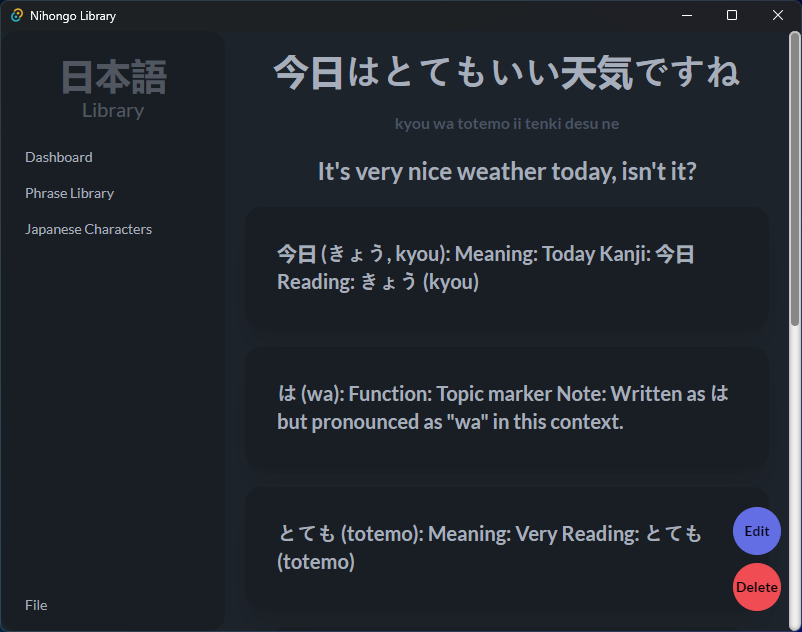 Nihongo Library
日本語
Library
Dashboard
Phrase Library
Japanese Characters
File
今日はとてもいい天気ですね
kyou wa totemo ii tenki desu ne
It's very nice weather today, isn't it?
今日 (きょう, kyou): Meaning: Today Kanji: 今日
Reading: きょう (kyou)
は (wa): Function: Topic marker Note: Written as は
but pronounced as "wa" in this context.
とても (totemo): Meaning: Very Reading: とても
(totemo)
Edit
Delete